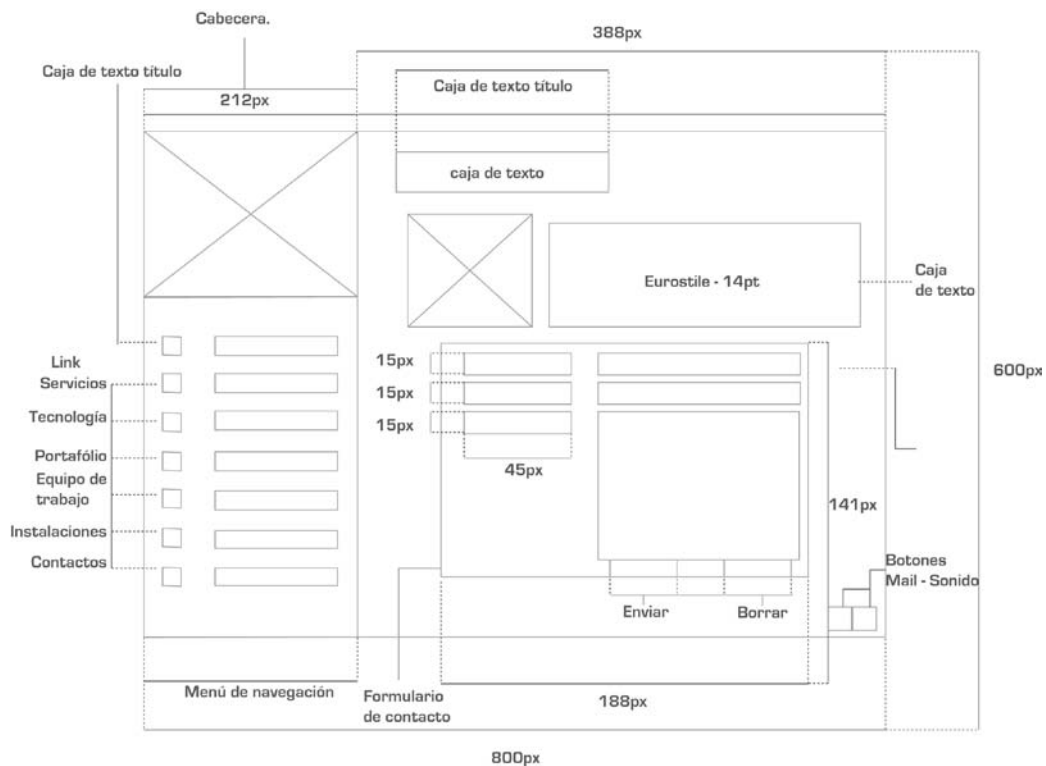 Cabecera.
388px
Caja de texto título
212px
Caja de texto título
caja de texto
Eurostile - 14pt
Caja
de texto
Link
Servicios
Tecnología
Portafólio
Equipo de
trabajo
Instalaciones
Contactos
15px
15px
15px
45px
600px
141px
Botones
Mail - Sonido
Enviar
Borrar
Menú de navegación
Formulario
de contacto
188px
800px